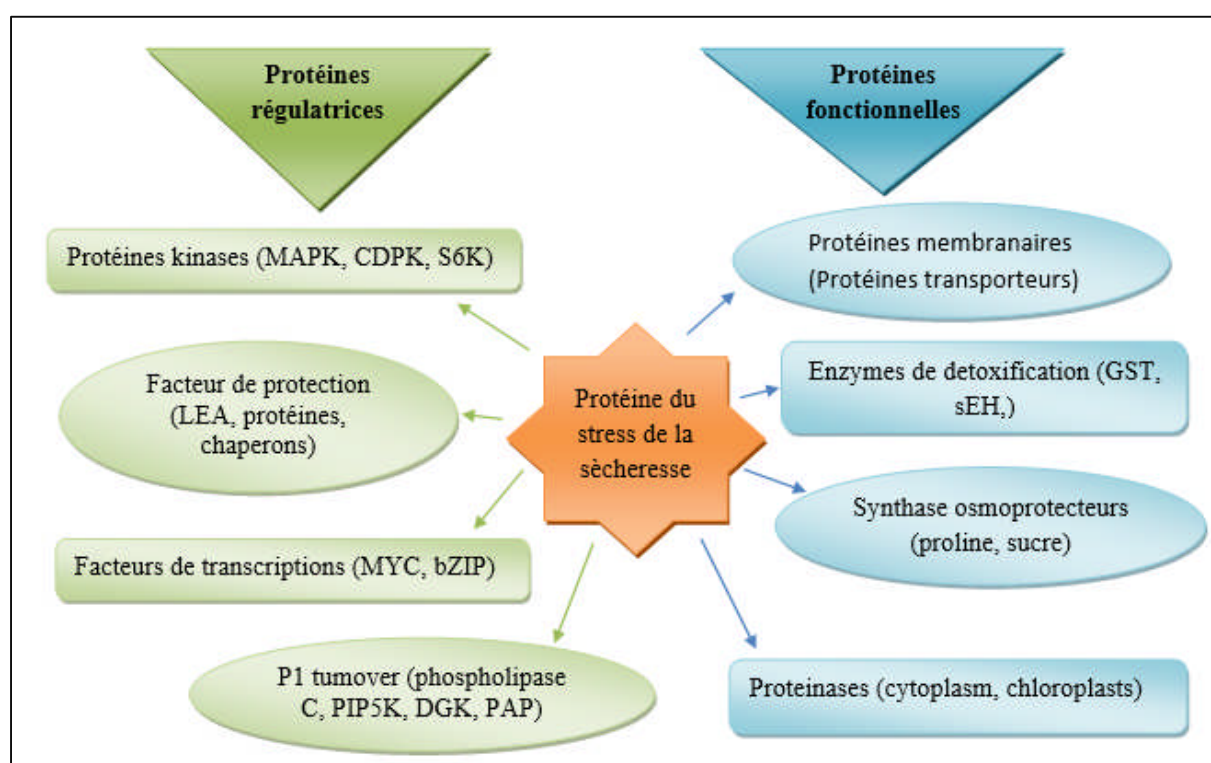 Protéines
régulatrices
Protéines kinases (MAPK, CDPK, S6K)
Facteur de protection
(LEA, protéines,
chaperons)
Facteurs de transcriptions (MYC, bZIP)
P1 tumover (phospholipase
C, PIP5K, DGK, PAP)
Protéine du
stress de la
sècheresse
Protéines
fonctionnelles
Protéines membranaires
(Protéines transporteurs)
Enzymes de detoxification (GST,
sEH,)
Synthase osmoprotecteurs
(proline, sucre)
Proteinases (cytoplasm, chloroplasts)